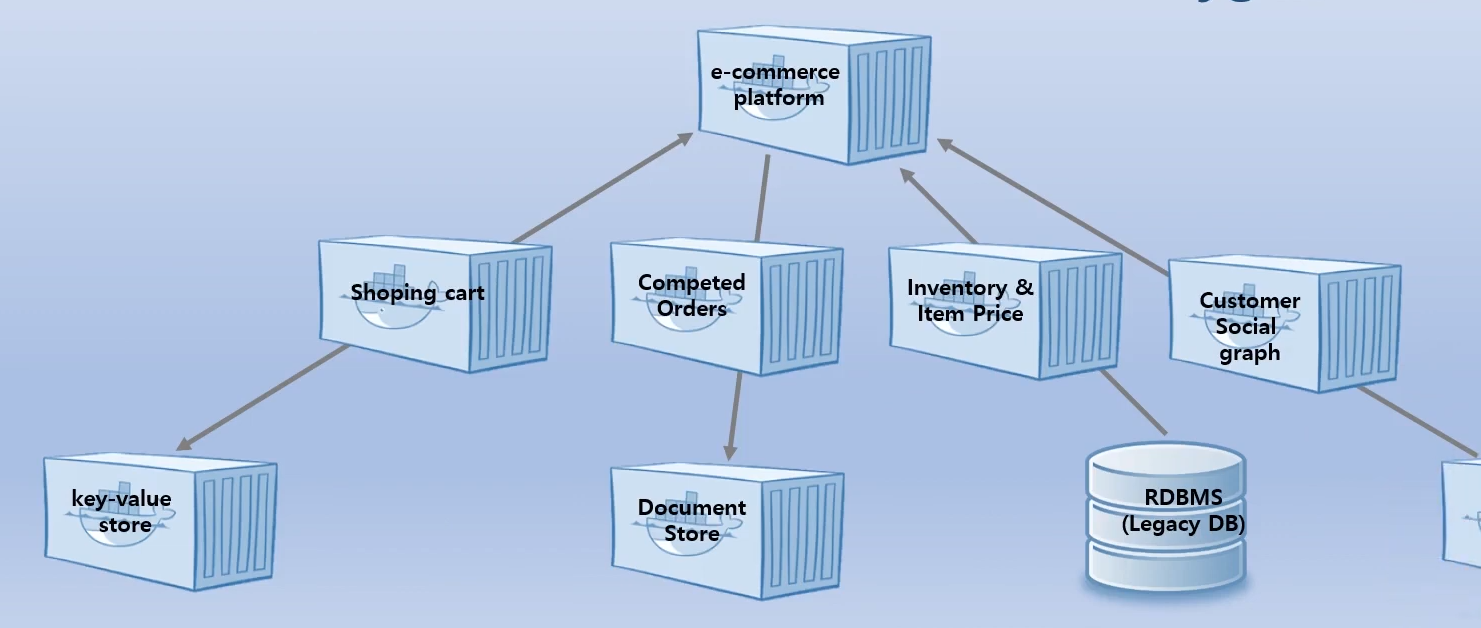 e-commerce
platform
Shoping cart
Competed
Orders
Inventory &
Item Price
Customer
Social
graph
key-value
store
Document
Store
RDBMS
(Legacy DB)